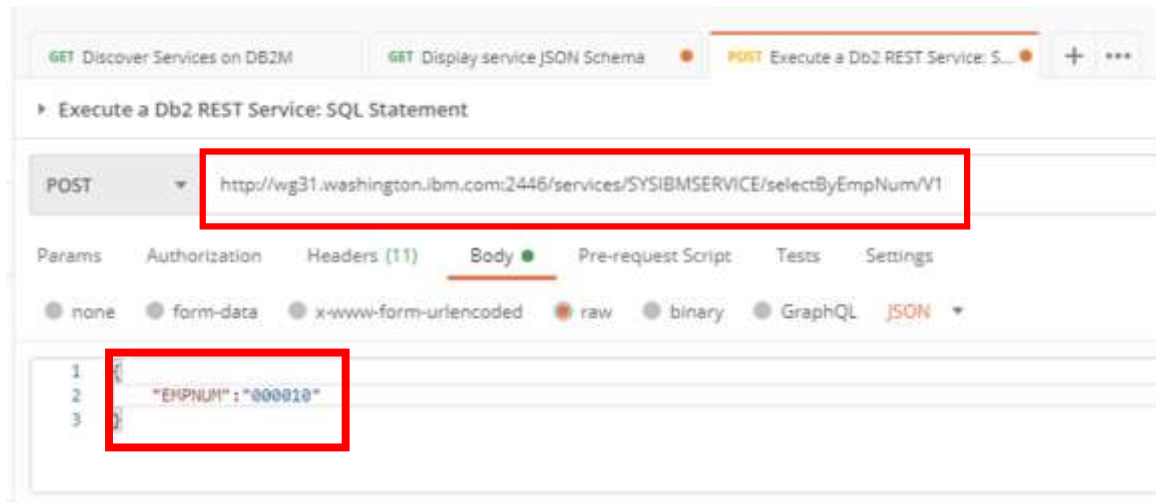 GET Discover Services on DB2M GET Display service JSON Schema POST Execute a Db2 REST Service: S... + •••
Execute a Db2 REST Service: SQL Statement
POST http://wg31.washington.ibm.com:2446/services/SYSIBMSERVICE/selectByEmpNum/V1
Params Authorization Headers (11) Body Pre-request Script Tests Settings
none form-data x-www-form-urlencoded raw binary GraphQL JSON
1 {
2 "EMPNUM":"000010"
3 }